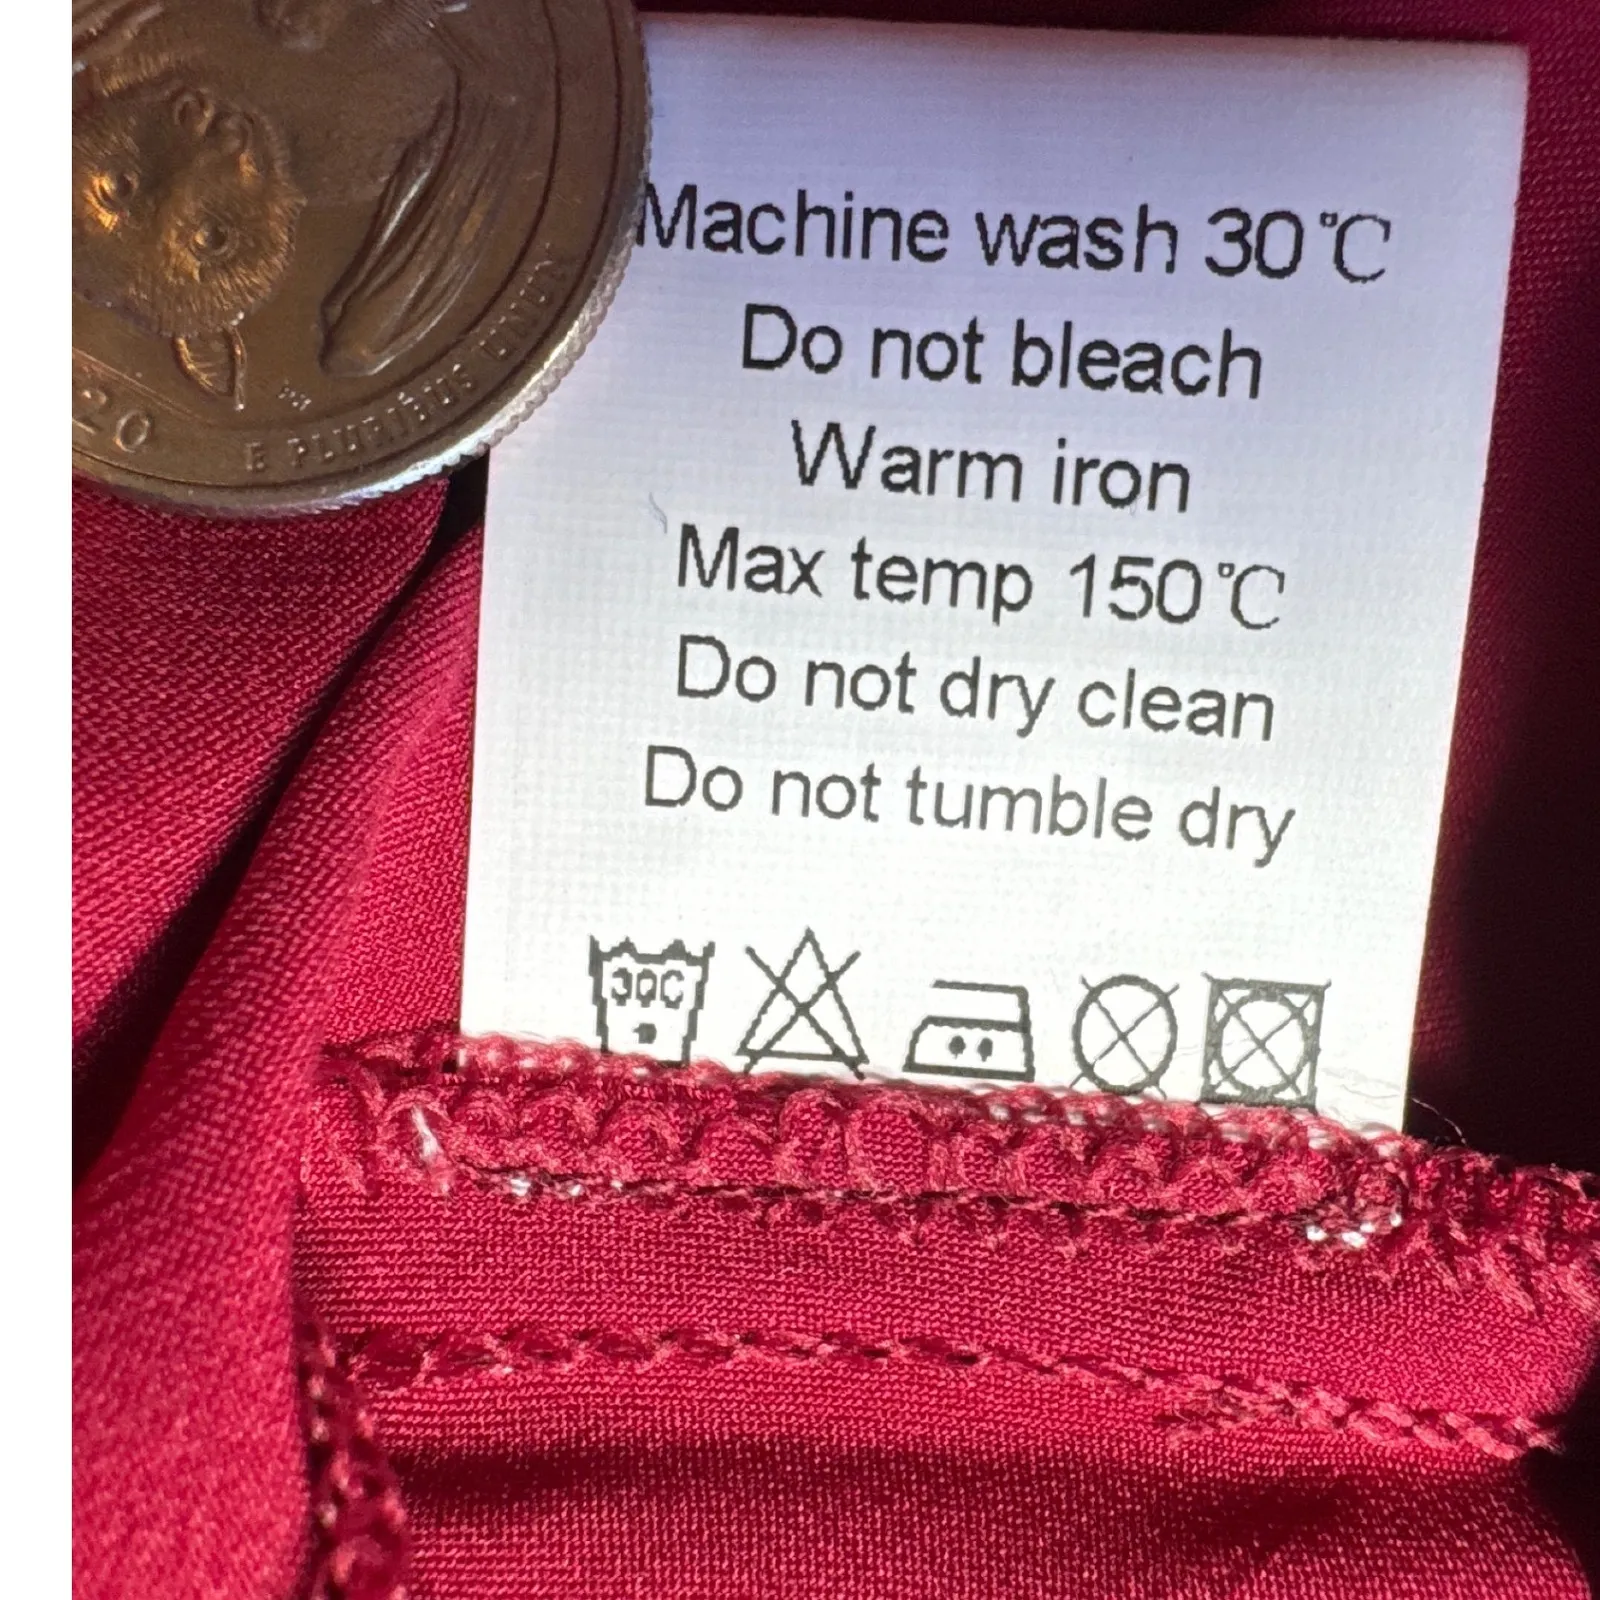 20
E PLURIBUS UNUM
Machine wash 30℃
Do not bleach
Warm iron
Max temp 150℃
Do not dry clean
Do not tumble dry
30C